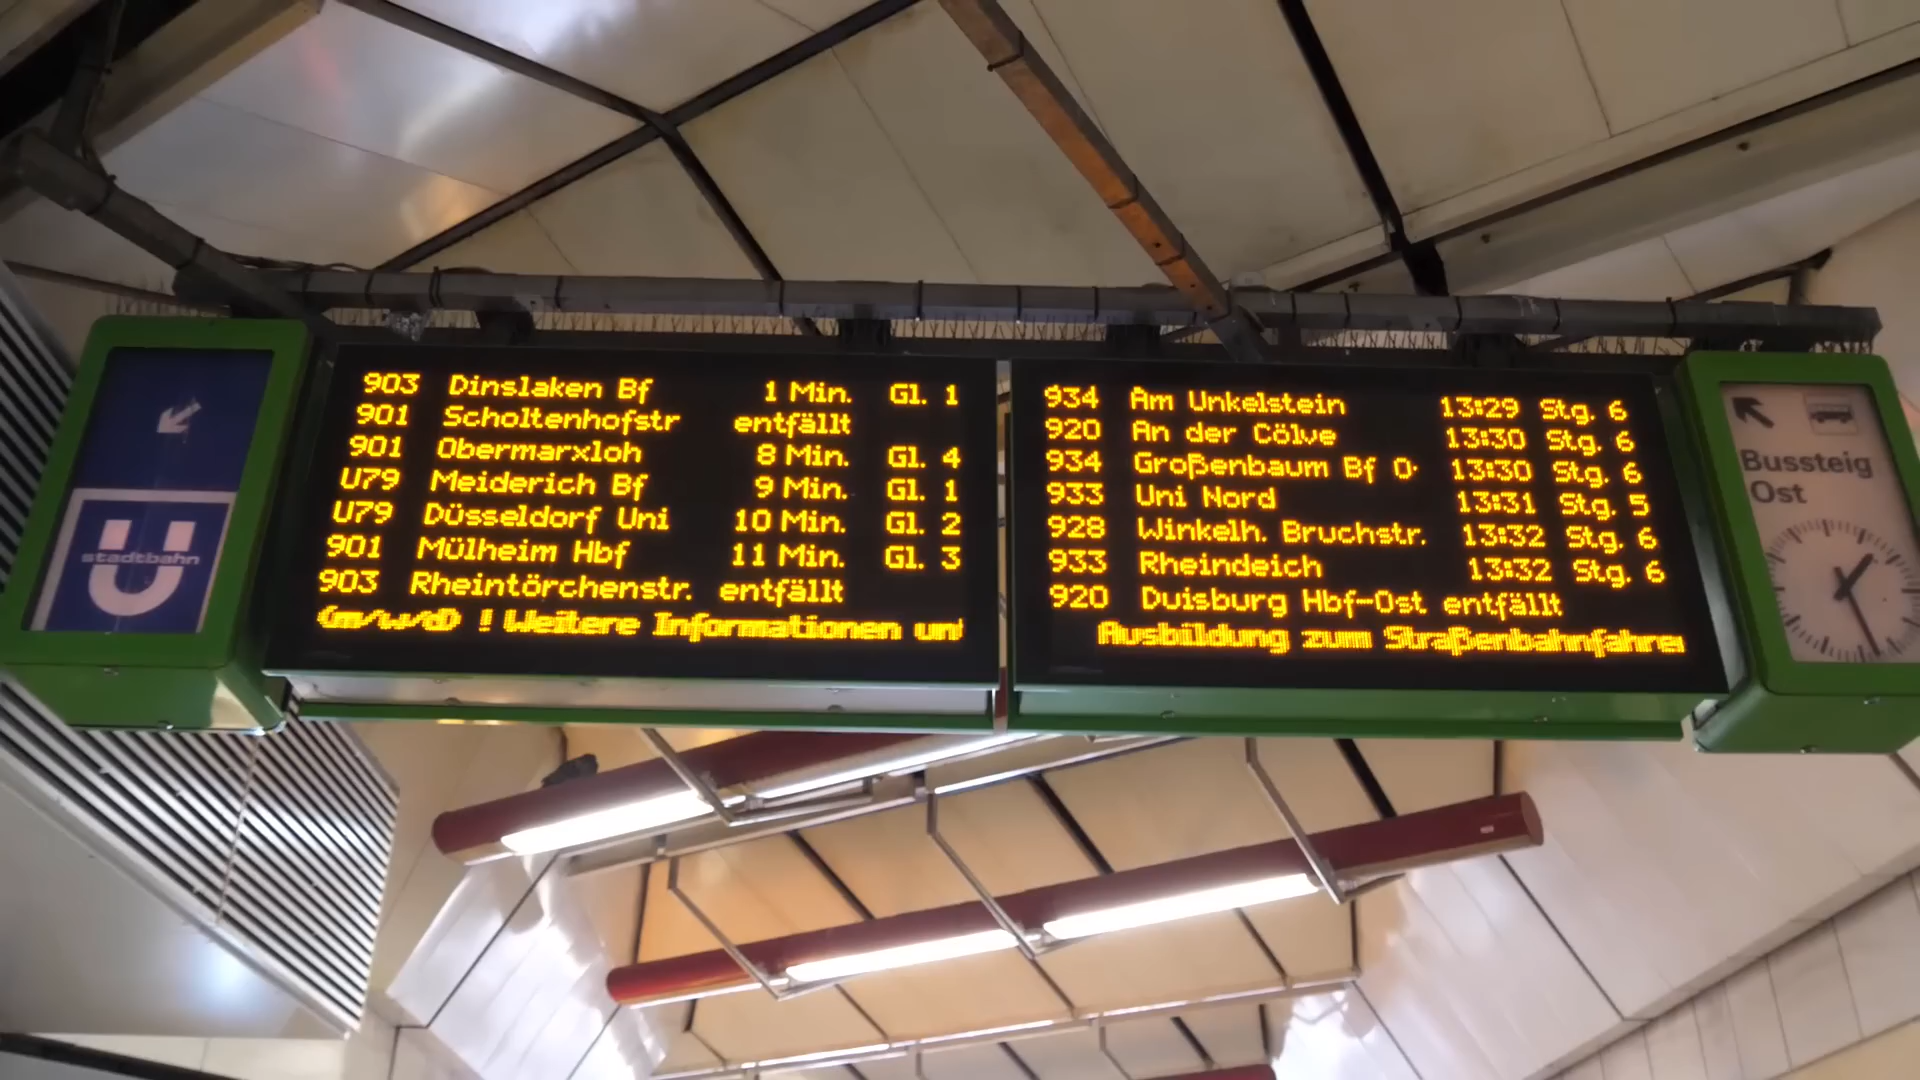 stadtbahn
903 Dinslaken Bf 1 Min. Gl. 1
901 Scholtenhofstr entfällt
901 Obermarxloh 8 Min. Gl. 4
U79 Meiderich Bf 9 Min. Gl. 1
U79 Düsseldorf Uni 10 Min. Gl. 2
901 Mülheim Hbf 11 Min. Gl. 3
903 Rheintörchenstr. entfällt
(m/w/d) ! Weitere Informationen un
934 Am Unkelstein 13:29 Stg. 6
920 An der Cölve 13:30 Stg. 6
934 Großenbaum Bf O 13:30 Stg. 6
933 Uni Nord 13:31 Stg. 5
928 Winkelh. Bruchstr. 13:32 Stg. 6
933 Rheindeich 13:32 Stg. 6
920 Duisburg Hbf-Ost entfällt
Ausbildung zum Straßenbahnfahrer
Bussteig
Ost